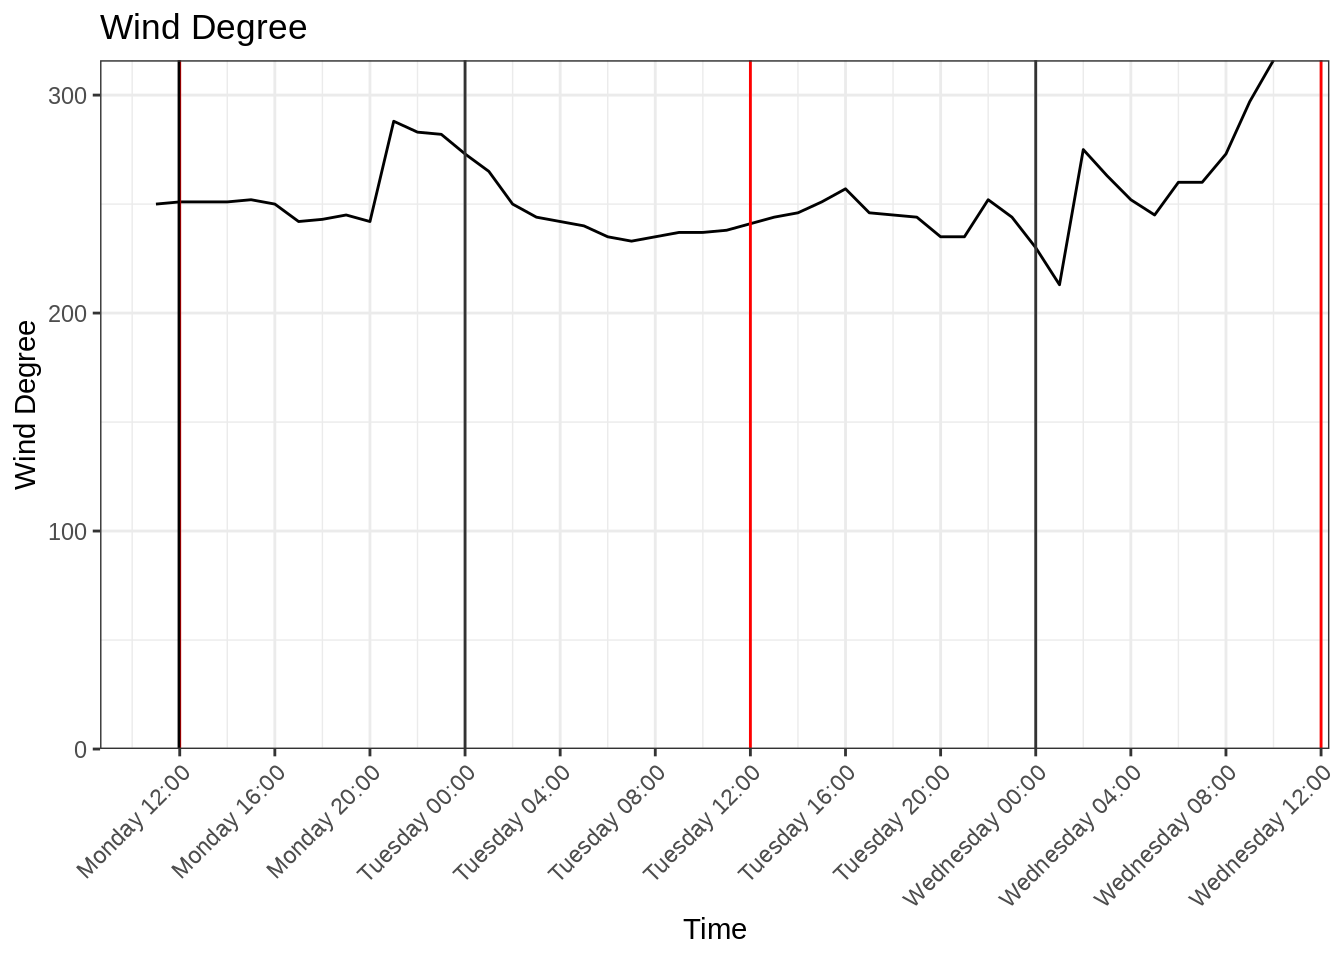 Wind Degree
Wind Degree
300
200
100
0
Monday 12:00
Monday 16:00
Monday 20:00
Tuesday 00:00
Tuesday 04:00
Tuesday 08:00
Tuesday 12:00
Tuesday 16:00
Tuesday 20:00
Wednesday 00:00
Wednesday 04:00
Wednesday 08:00
Wednesday 12:00
Time